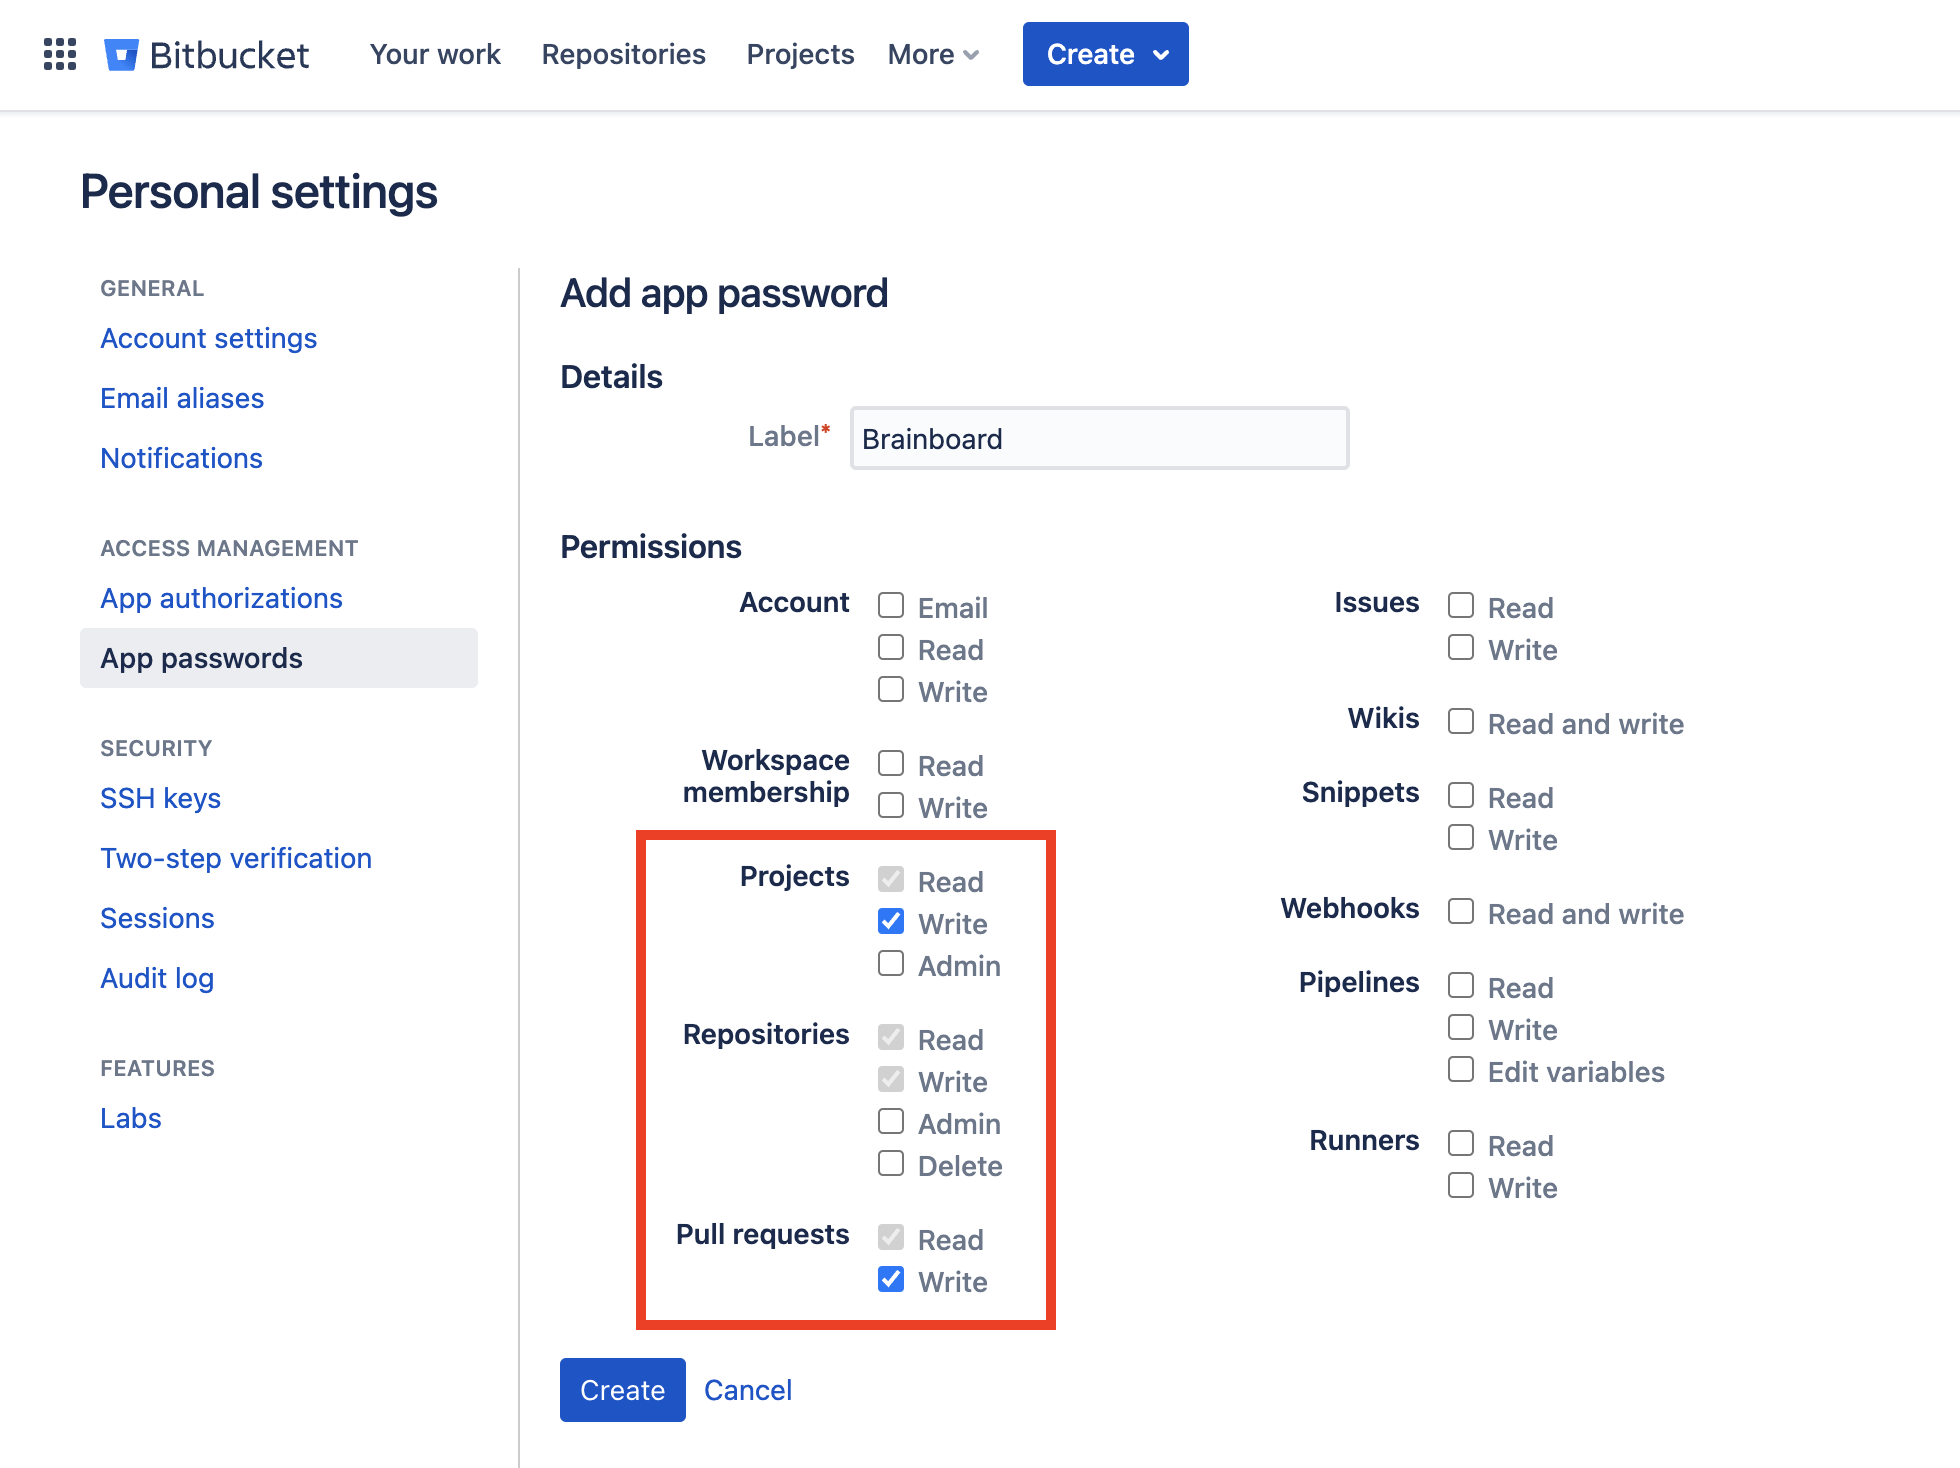 Bitbucket
Your work
Repositories
Projects
More
Create
Personal settings
GENERAL
Account settings
Email aliases
Notifications
ACCESS MANAGEMENT
App authorizations
App passwords
SECURITY
SSH keys
Two-step verification
Sessions
Audit log
FEATURES
Labs
Add app password
Details
Label*
Brainboard
Permissions
Account
Email
Read
Write
Workspace
membership
Read
Write
Projects
Read
Write
Admin
Repositories
Read
Write
Admin
Delete
Pull requests
Read
Write
Issues
Read
Write
Wikis
Read and write
Snippets
Read
Write
Webhooks
Read and write
Pipelines
Read
Write
Edit variables
Runners
Read
Write
Create
Cancel